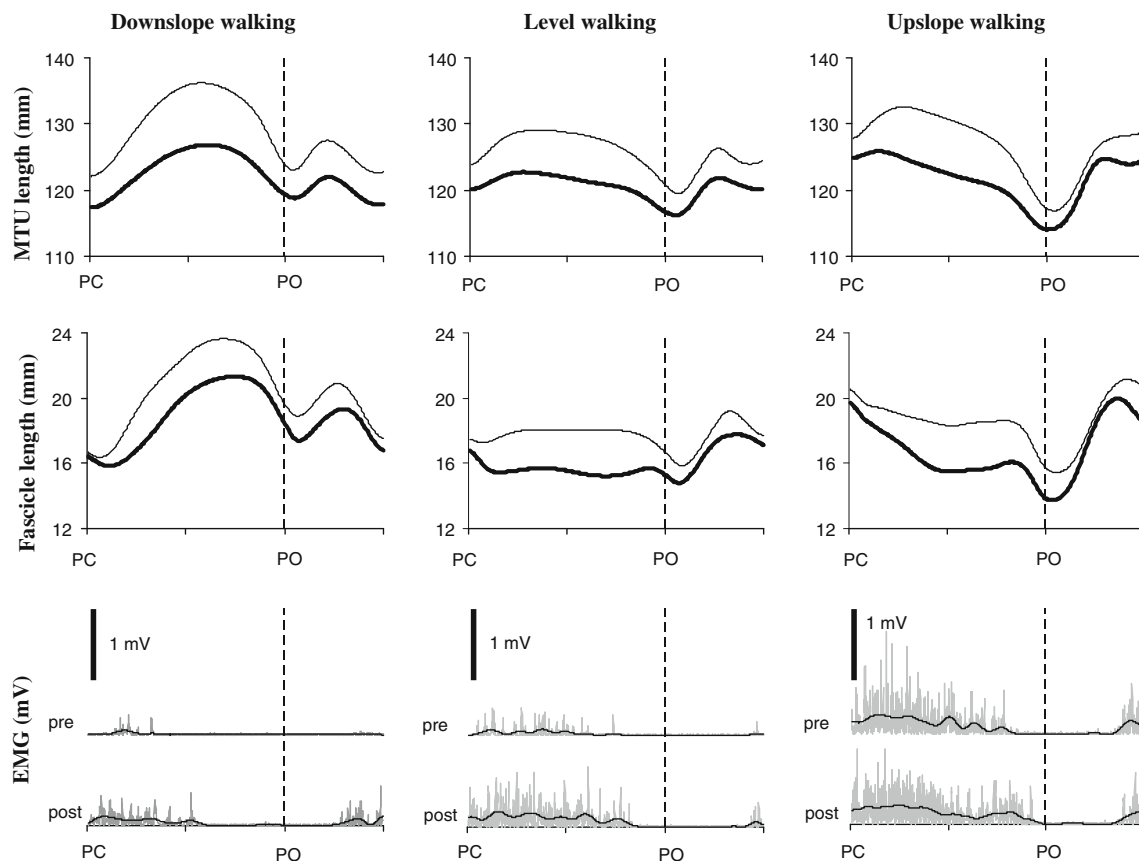 Downslope walking
Level walking
Upslope walking
MTU length (mm)
140
130
120
110
PC
PO
140
130
120
110
PC
PO
140
130
120
110
PC
PO
Fascicle length (mm)
24
20
16
12
PC
PO
24
20
16
12
PC
PO
24
20
16
12
PC
PO
EMG (mV)
1 mV
pre
post
PC
PO
1 mV
pre
post
PC
PO
1 mV
pre
post
PC
PO